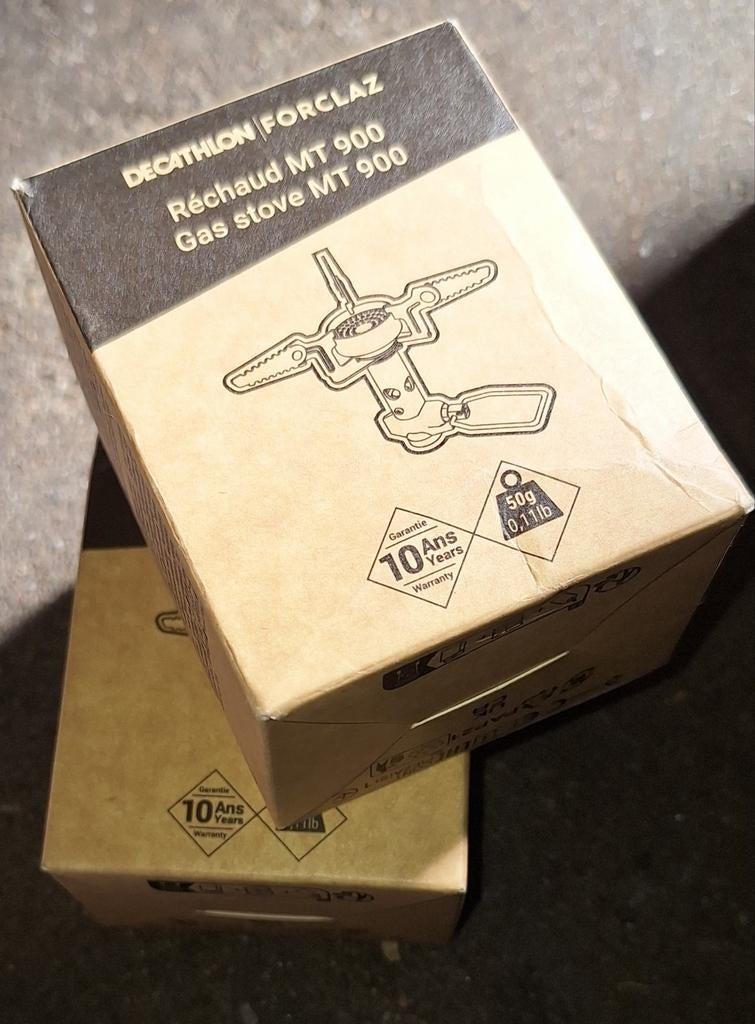 DECATHLON | FORCLAZ
Réchaud MT 900
Gas stove MT 900
50g
0,11lb
Garantie
10 Ans
Years
Warranty
Garantie
10 Ans
Years
Warranty